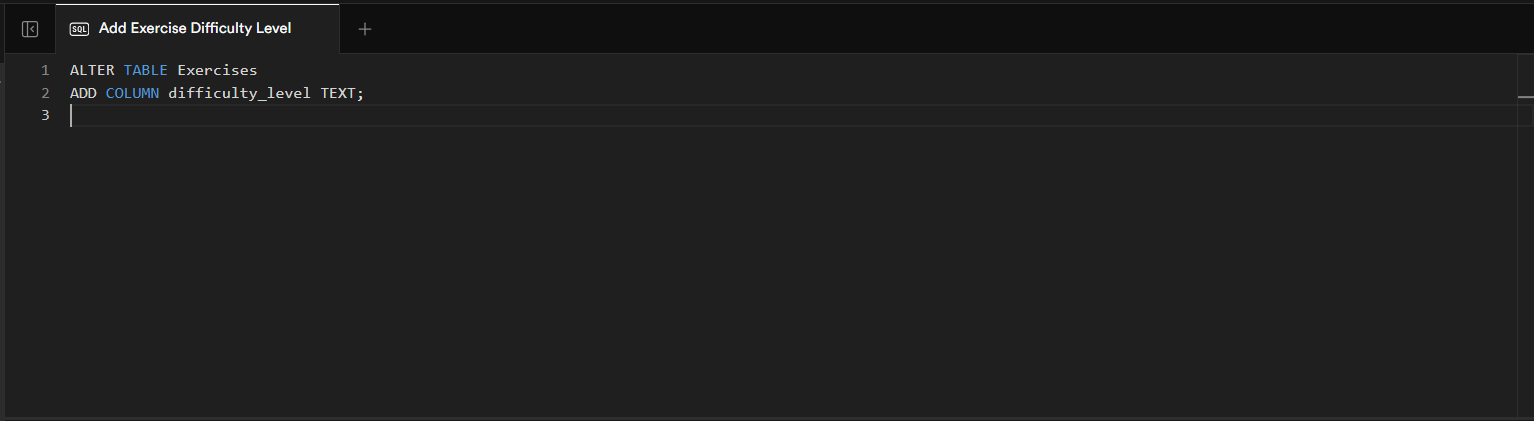 SQL Add Exercise Difficulty Level +
1 ALTER TABLE Exercises
2 ADD COLUMN difficulty_level TEXT;
3